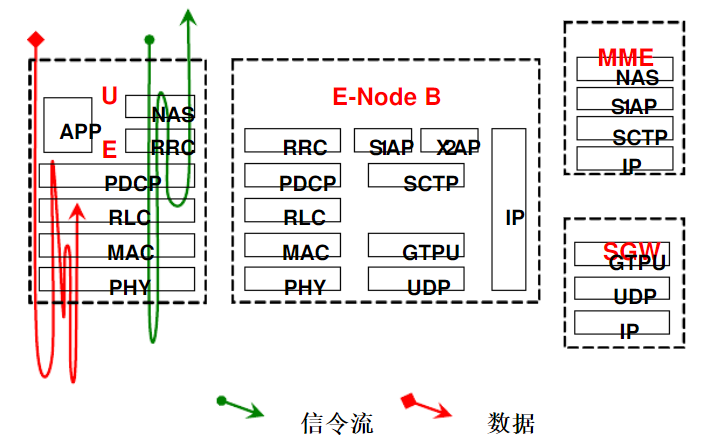 U
E
APP
NAS
RRC
PDCP
RLC
MAC
PHY
E-Node B
RRC
PDCP
RLC
MAC
PHY
S1AP
X2AP
SCTP
GTPU
UDP
IP
MME
NAS
S1AP
SCTP
IP
SGW
GTPU
UDP
IP
信令流
数据